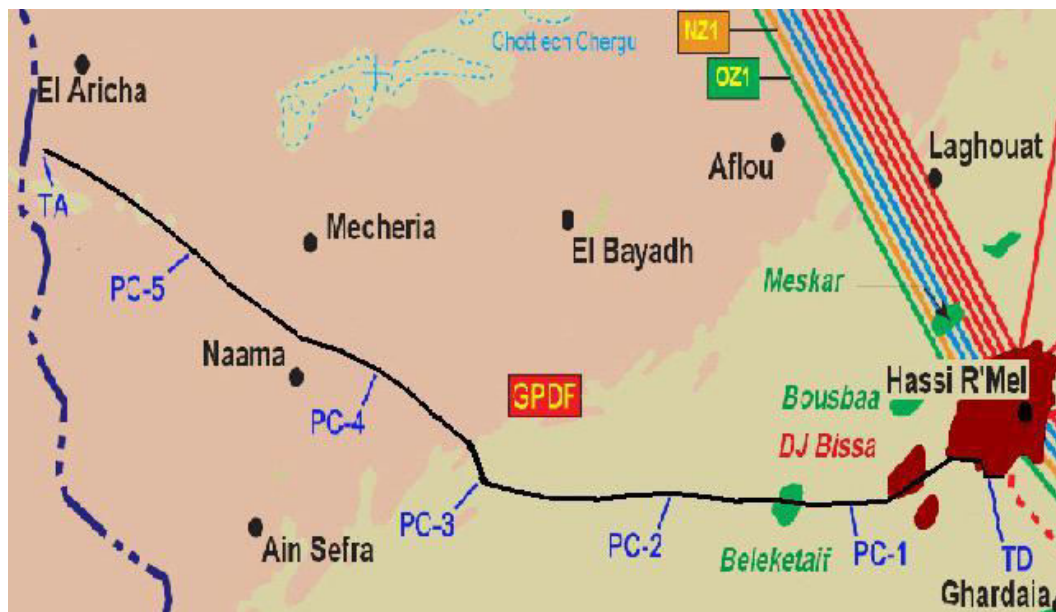 NZ1
Chott ech Chergu
El Aricha
OZ1
Aflou
Laghouat
TA
Mecheria
El Bayadh
PC-5
Meskar
Naama
Hassi R'Mel
GPDF
Bousbaa
PC-4
DJ Bissa
PC-3
Ain Sefra
PC-2
PC-1
Beleketaif
TD
Ghardaia